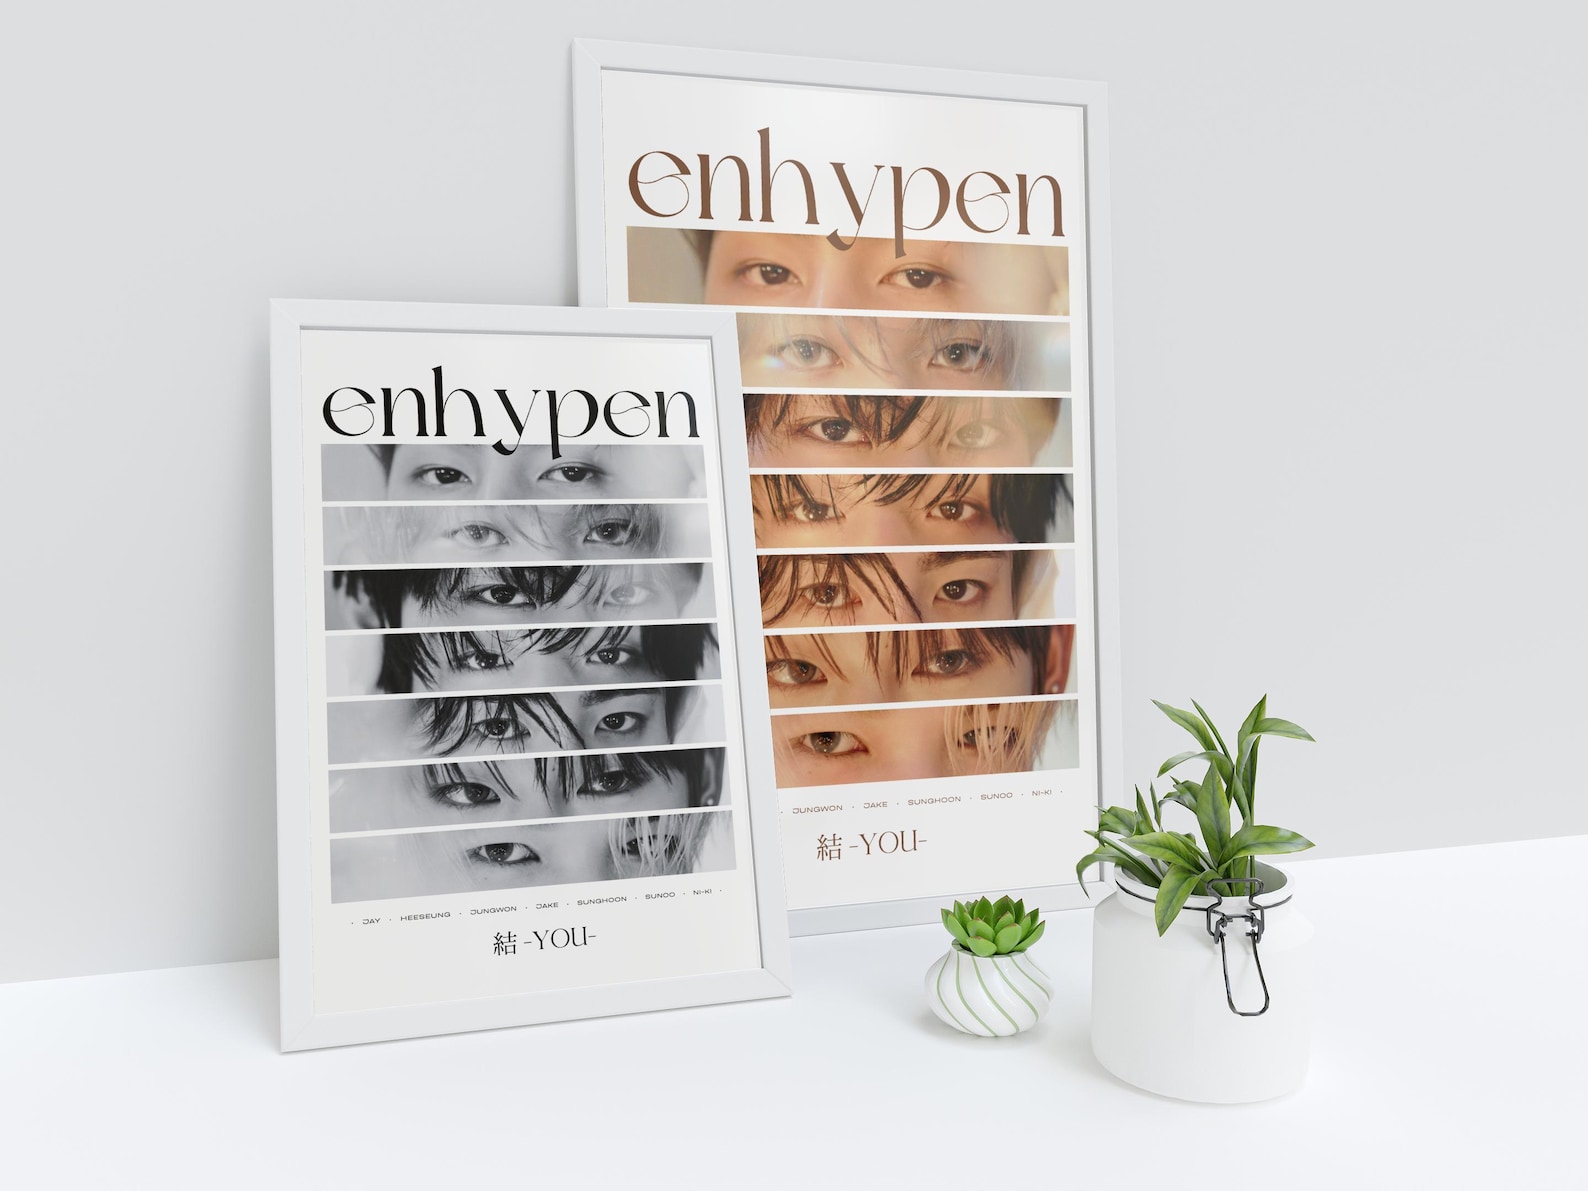 enhypen
· JAY · HEESEUNG · JUNGWON · JAKE · SUNGHOON · SUNOO · NI-KI ·
結 -YOU-
enhypen
· JUNGWON · JAKE · SUNGHOON · SUNOO · NI-KI ·
結 -YOU-